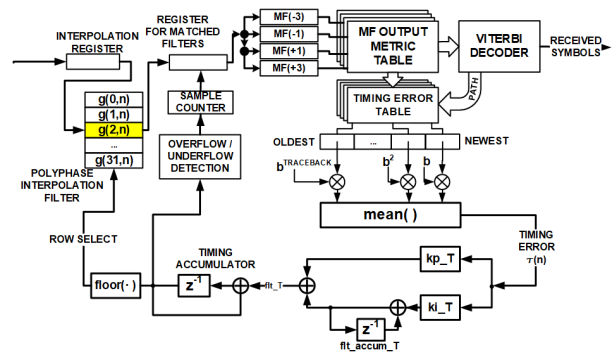 INTERPOLATION
REGISTER
REGISTER
FOR MATCHED
FILTERS
MF(-3)
MF(-1)
MF(+1)
MF(+3)
MF OUTPUT
METRIC
TABLE
VITERBI
DECODER
RECEIVED
SYMBOLS
PATH
g(0,n)
g(1,n)
g(2,n)
...
g(31,n)
SAMPLE
COUNTER
TIMING ERROR
TABLE
OVERFLOW /
UNDERFLOW
DETECTION
OLDEST
...
NEWEST
POLYPHASE
INTERPOLATION
FILTER
b^TRACEBACK
b^2
b
mean( )
ROW SELECT
TIMING
ERROR
τ(n)
TIMING
ACCUMULATOR
kp_T
floor(·)
z^-1
flt_T
ki_T
z^-1
flt_accum_T